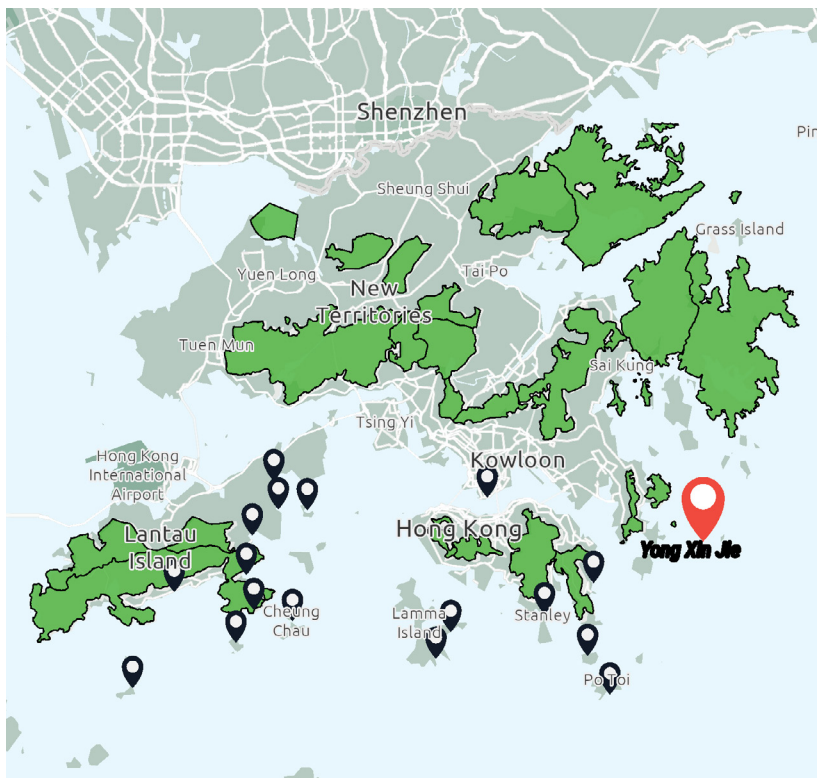 Shenzhen
Pin
Sheung Shui
Grass Island
Yuen Long
Tai Po
New
Territories
Tuen Mun
Sai Kung
Tsing Yi
Hong Kong
International
Airport
Kowloon
Hong Kong
Lantau
Island
Yong Xin Jie
Cheung
Chau
Lamma
Island
Stanley
Po Toi